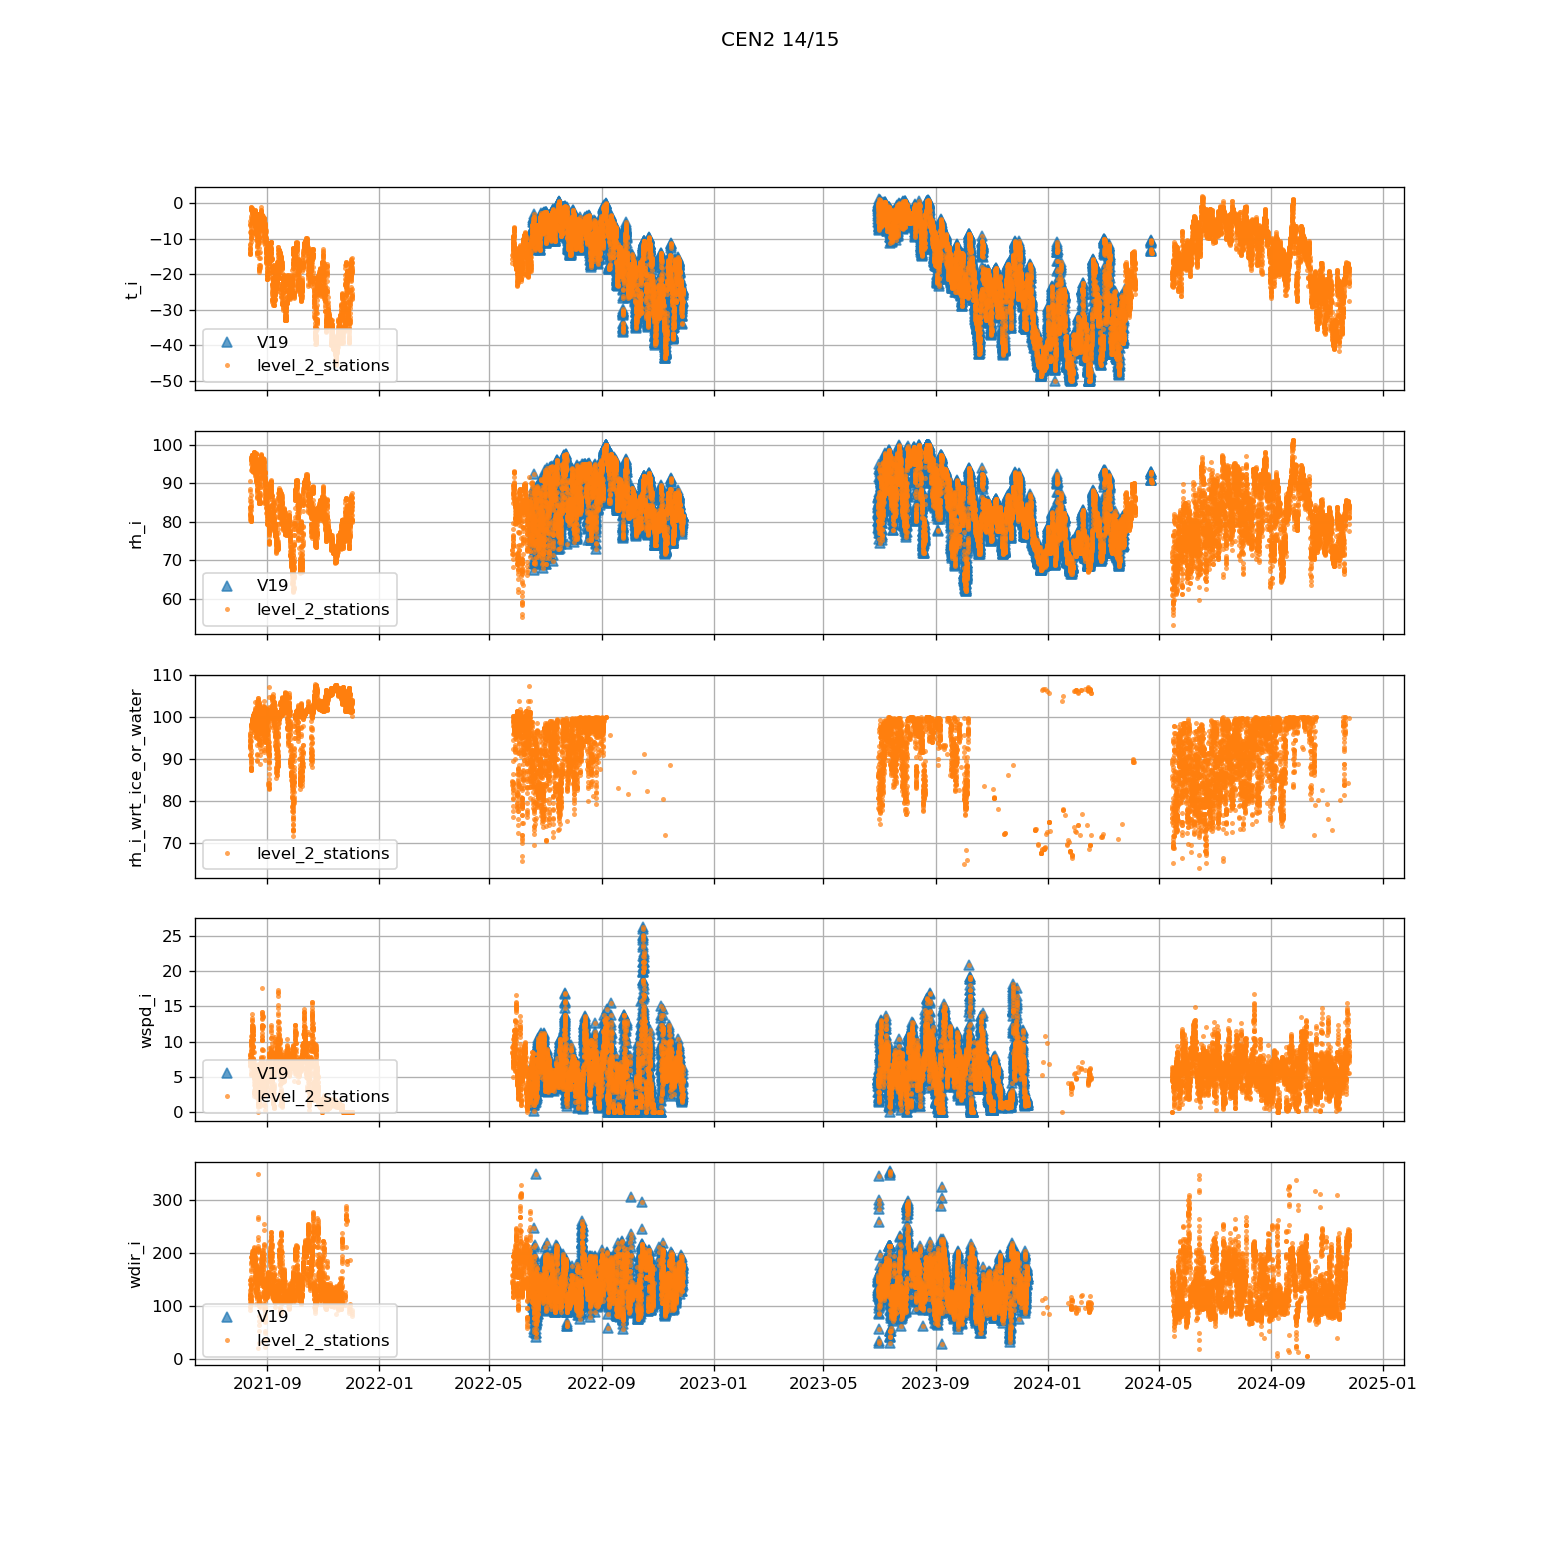 CEN2 14/15
0
−10
−20
−30
−40
−50
t_i
V19
level_2_stations
100
90
80
70
60
rh_i
V19
level_2_stations
110
100
90
80
70
rh_i_wrt_ice_or_water
level_2_stations
25
20
15
10
5
0
wspd_i
V19
level_2_stations
300
200
100
0
wdir_i
V19
level_2_stations
2021-09 2022-01 2022-05 2022-09 2023-01 2023-05 2023-09 2024-01 2024-05 2024-09 2025-01